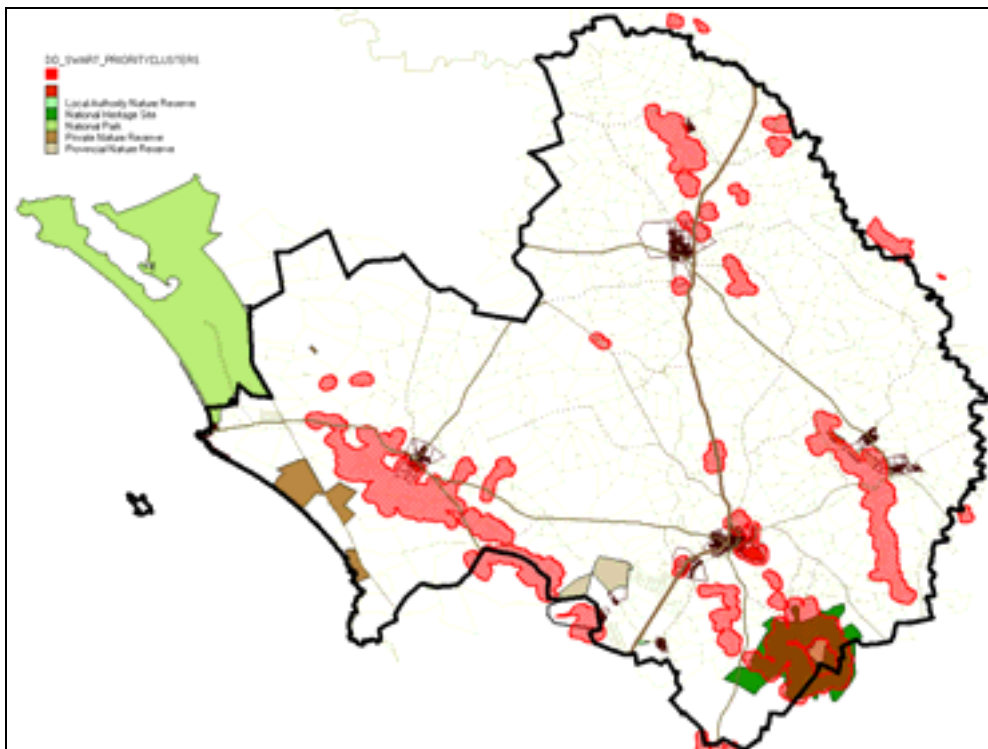 DD_SWART_PRIORITYCLUSTERS
Local Authority Nature Reserve
National Heritage Site
National Park
Private Nature Reserve
Provincial Nature Reserve